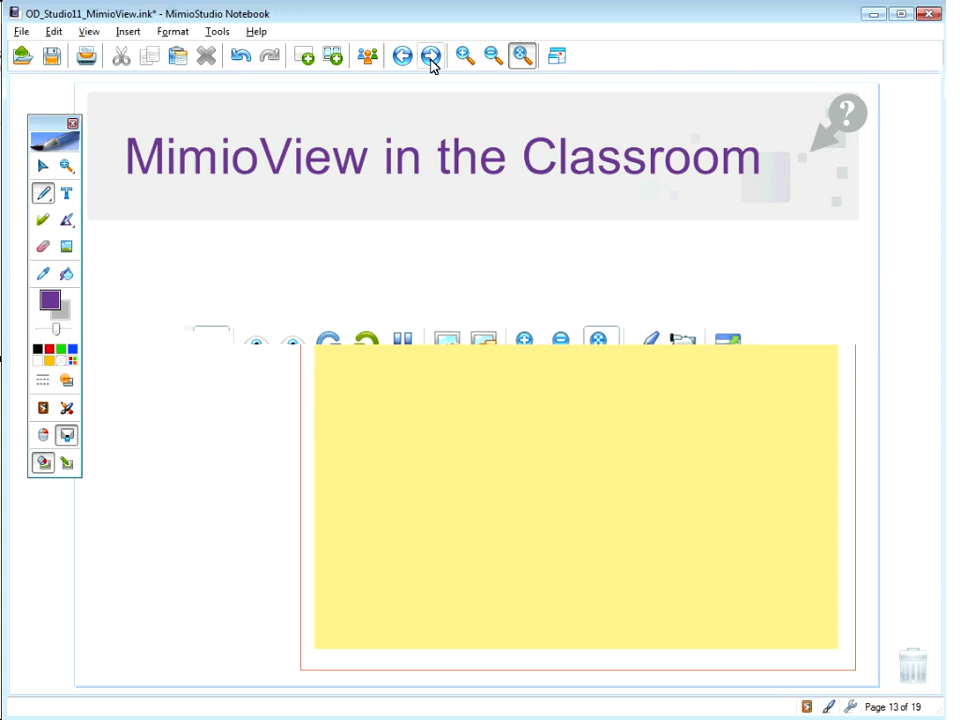 OD_Studio11_MimioView.ink* - MimioStudio Notebook
File Edit View Insert Format Tools Help
?
MimioView in the Classroom
T
Page 13 of 19